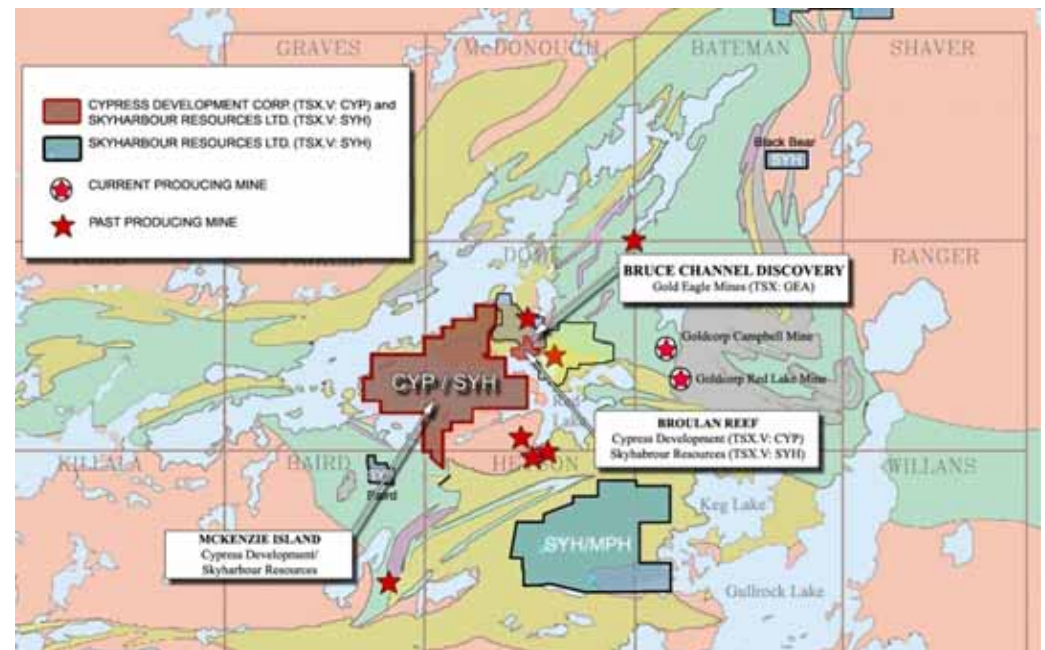 GRAVES
McDONOUGH
BATEMAN
SHAVER
CYPRESS DEVELOPMENT CORP. (TSX.V: CYP) and
SKYHARBOUR RESOURCES LTD. (TSX.V: SYH)
SKYHARBOUR RESOURCES LTD. (TSX.V: SYH)
CURRENT PRODUCING MINE
PAST PRODUCING MINE
Black Bear
SYH
RANGER
BRUCE CHANNEL DISCOVERY
Gold Eagle Mines (TSX: GEA)
Goldcorp Campbell Mine
Goldcorp Red Lake Mine
CYP / SYH
BROULAN REEF
Cypress Development (TSX.V: CYP)
Skyhabrour Resources (TSX.V: SYH)
KILLALA
BAIRD
WILLANS
Baird
Keg Lake
MCKENZIE ISLAND
Cypress Development/
Skyharbour Resources
SYH/MPH
Gullrock Lake